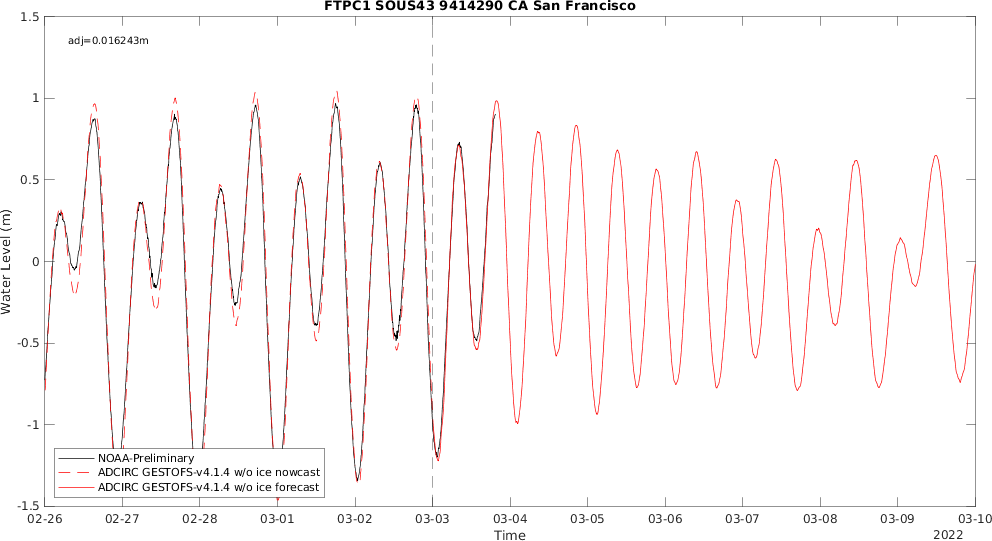 FTPC1 SOUS43 9414290 CA San Francisco
1.5
adj=0.016243m
1
0.5
0
-0.5
-1
-1.5
Water Level (m)
NOAA-Preliminary
ADCIRC GESTOFS-v4.1.4 w/o ice nowcast
ADCIRC GESTOFS-v4.1.4 w/o ice forecast
02-26 02-27 02-28 03-01 03-02 03-03 03-04 03-05 03-06 03-07 03-08 03-09 03-10
Time
2022